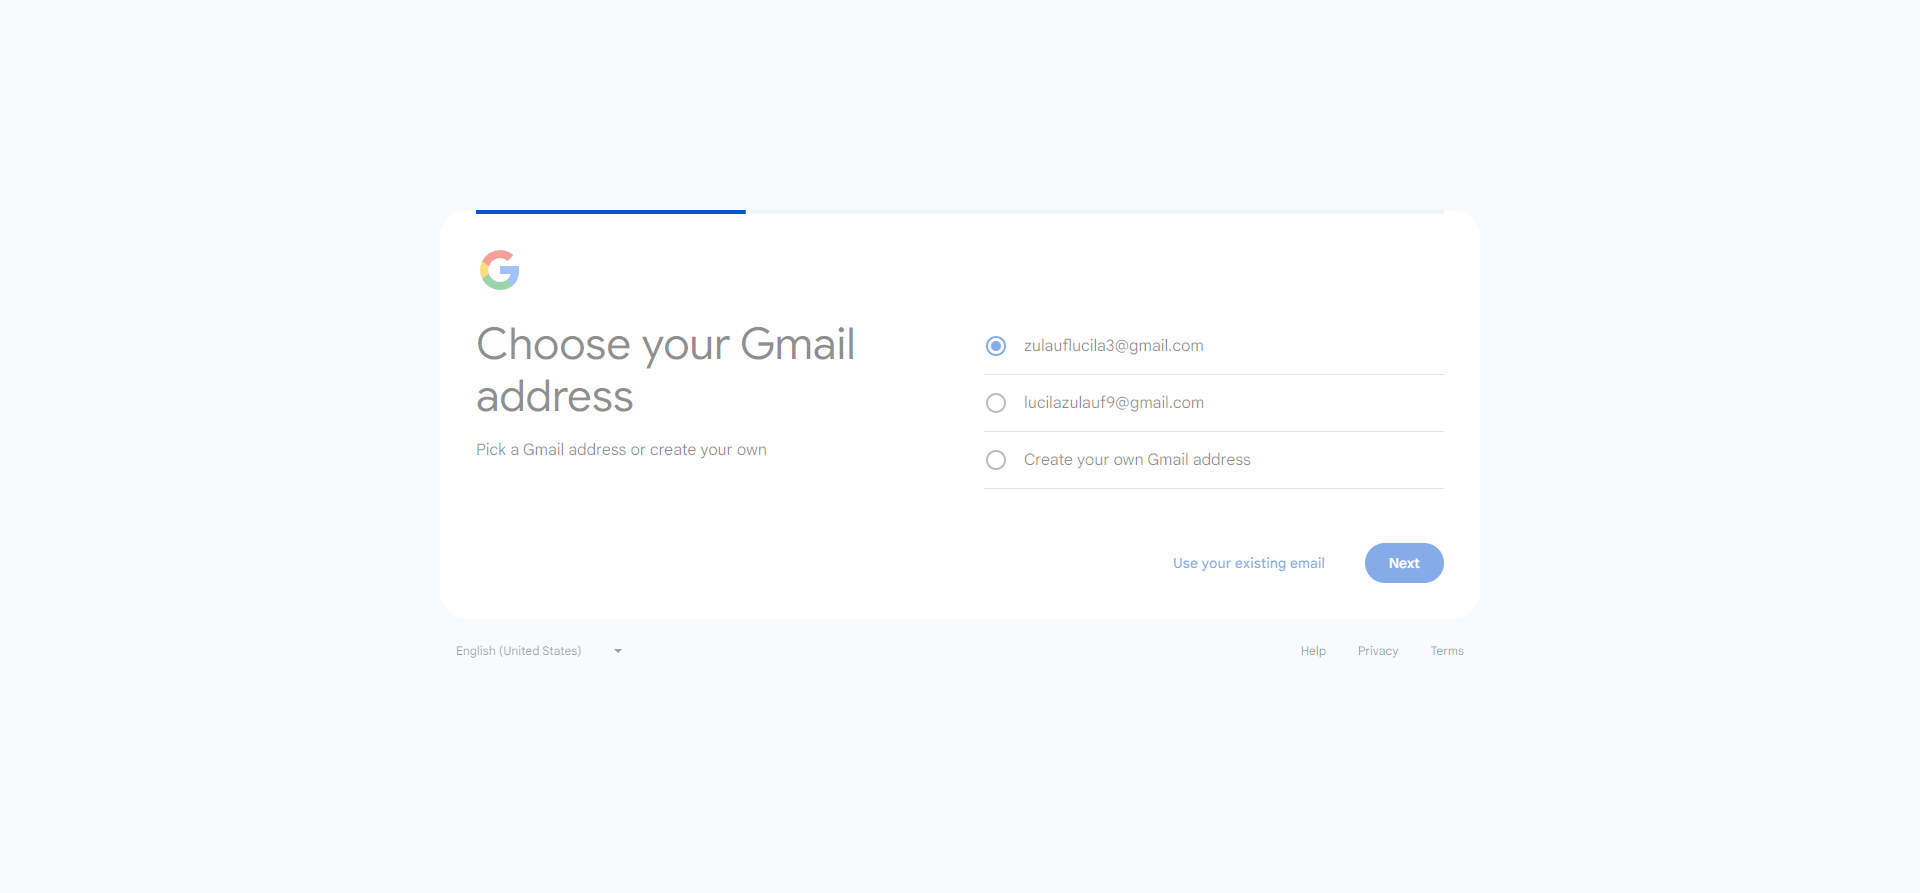 Choose your Gmail
address
Pick a Gmail address or create your own
zulauflucila3@gmail.com
lucilazulauf9@gmail.com
Create your own Gmail address
Use your existing email
Next
English (United States)
Help
Privacy
Terms